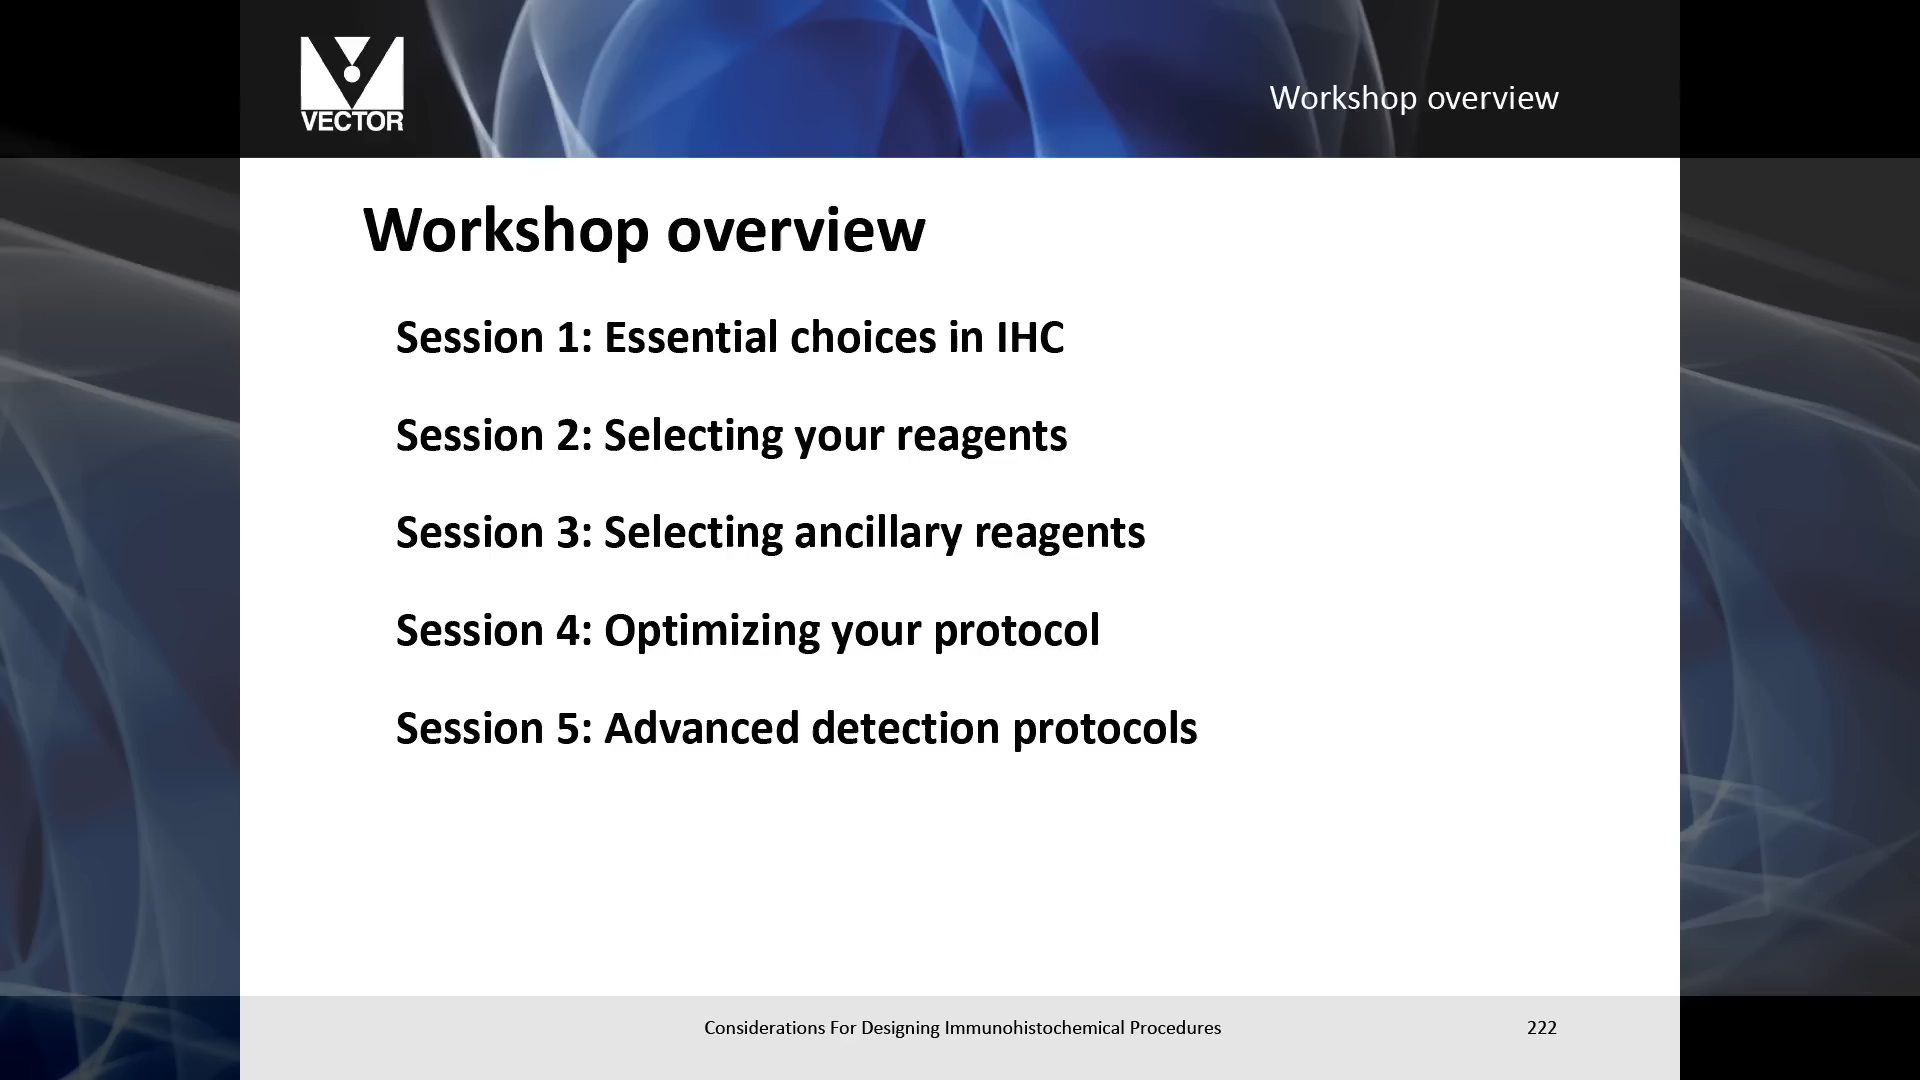 VECTOR
Workshop overview
Workshop overview
Session 1: Essential choices in IHC
Session 2: Selecting your reagents
Session 3: Selecting ancillary reagents
Session 4: Optimizing your protocol
Session 5: Advanced detection protocols
Considerations For Designing Immunohistochemical Procedures
222